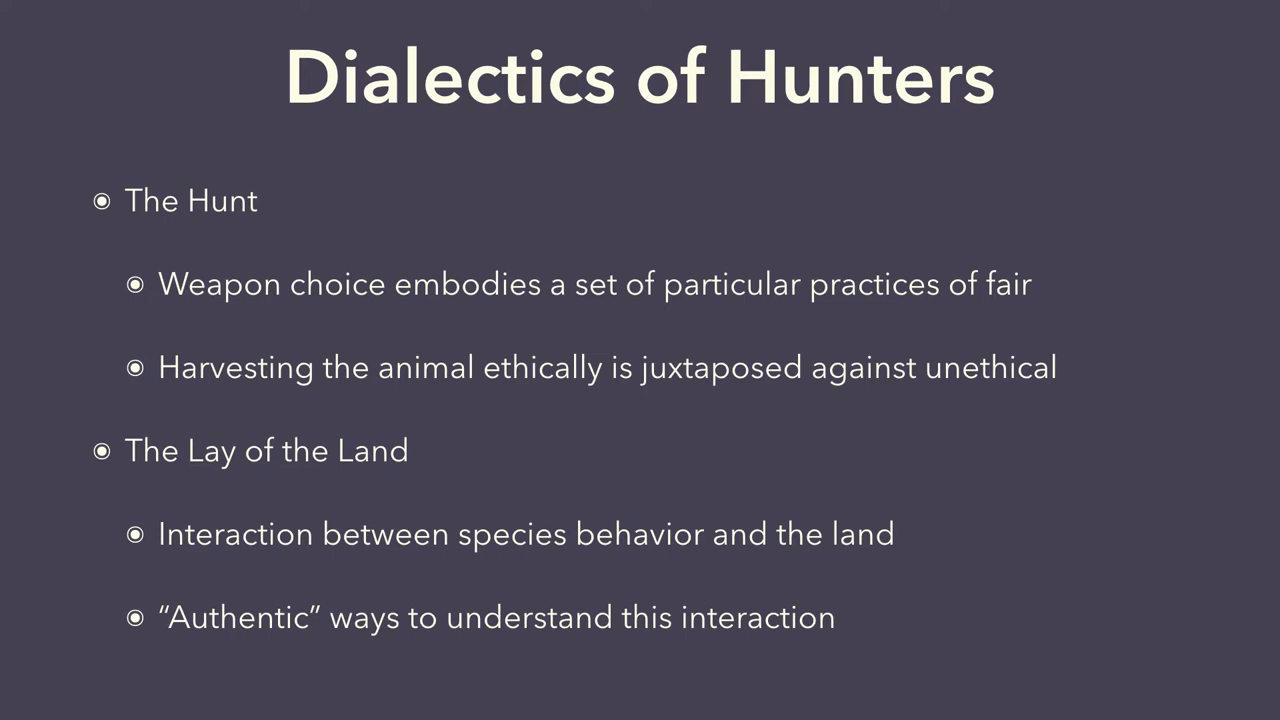 Dialectics of Hunters
The Hunt
Weapon choice embodies a set of particular practices of fair
Harvesting the animal ethically is juxtaposed against unethical
The Lay of the Land
Interaction between species behavior and the land
“Authentic” ways to understand this interaction